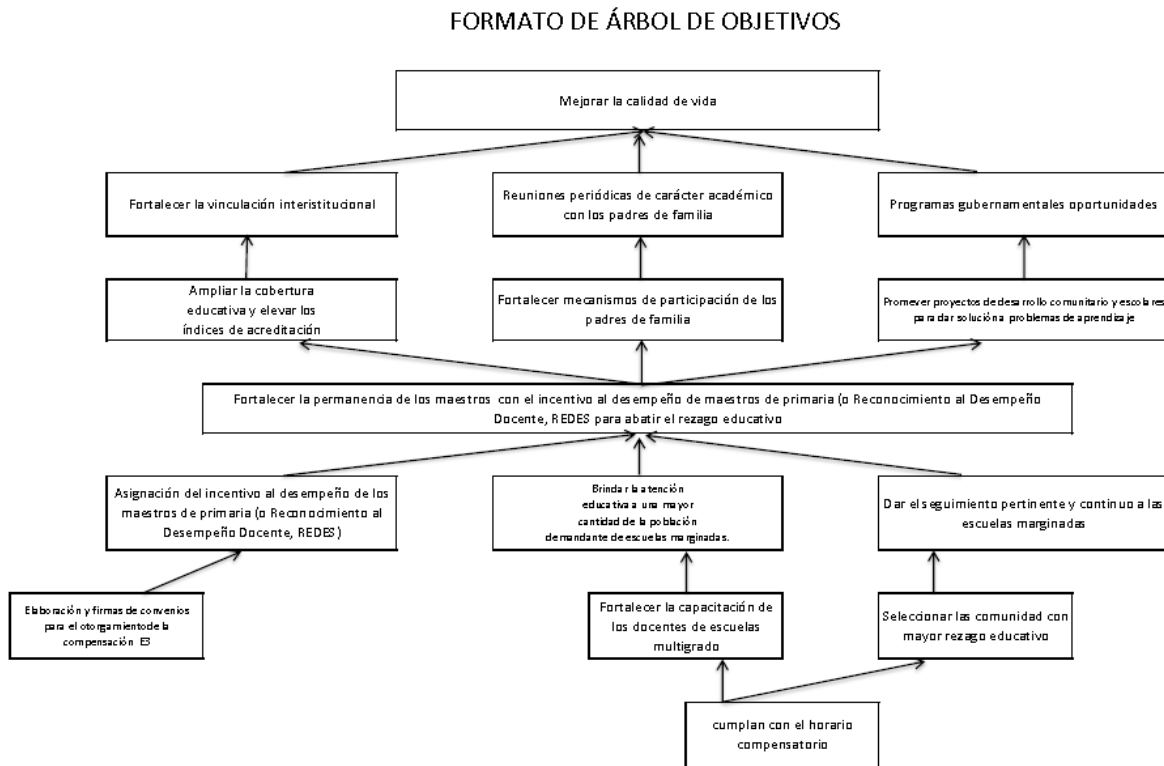 FORMATO DE ÁRBOL DE OBJETIVOS
Mejorar la calidad de vida
Fortalecer la vinculación interistitucional
Reuniones periódicas de carácter académico
con los padres de familia
Programas gubernamentales oportunidades
Ampliar la cobertura
educativa y elevar los
índices de acreditación
Fortalecer mecanismos de participación de los
padres de familia
Promever proyectos de desarrollo comunitario y escolares
para dar solución a problemas de aprendizaje
Fortalecer la permanencia de los maestros con el incentivo al desempeño de maestros de primaria (o Reconocimiento al Desempeño
Docente, REDES para abatir el rezago educativo
Asignación del incentivo al desempeño de los
maestros de primaria (o Reconocimiento al
Desempeño Docente, REDES)
Brindar la atención
educativa a una mayor
cantidad de la población
demandante de escuelas marginadas.
Dar el seguimiento pertinente y continuo a las
escuelas marginadas
Elaboración y firmas de convenios
para el otorgamiento de la
compensación E3
Fortalecer la capacitación de
los docentes de escuelas
multigrado
Seleccionar las comunidad con
mayor rezago educativo
cumplan con el horario
compensatorio